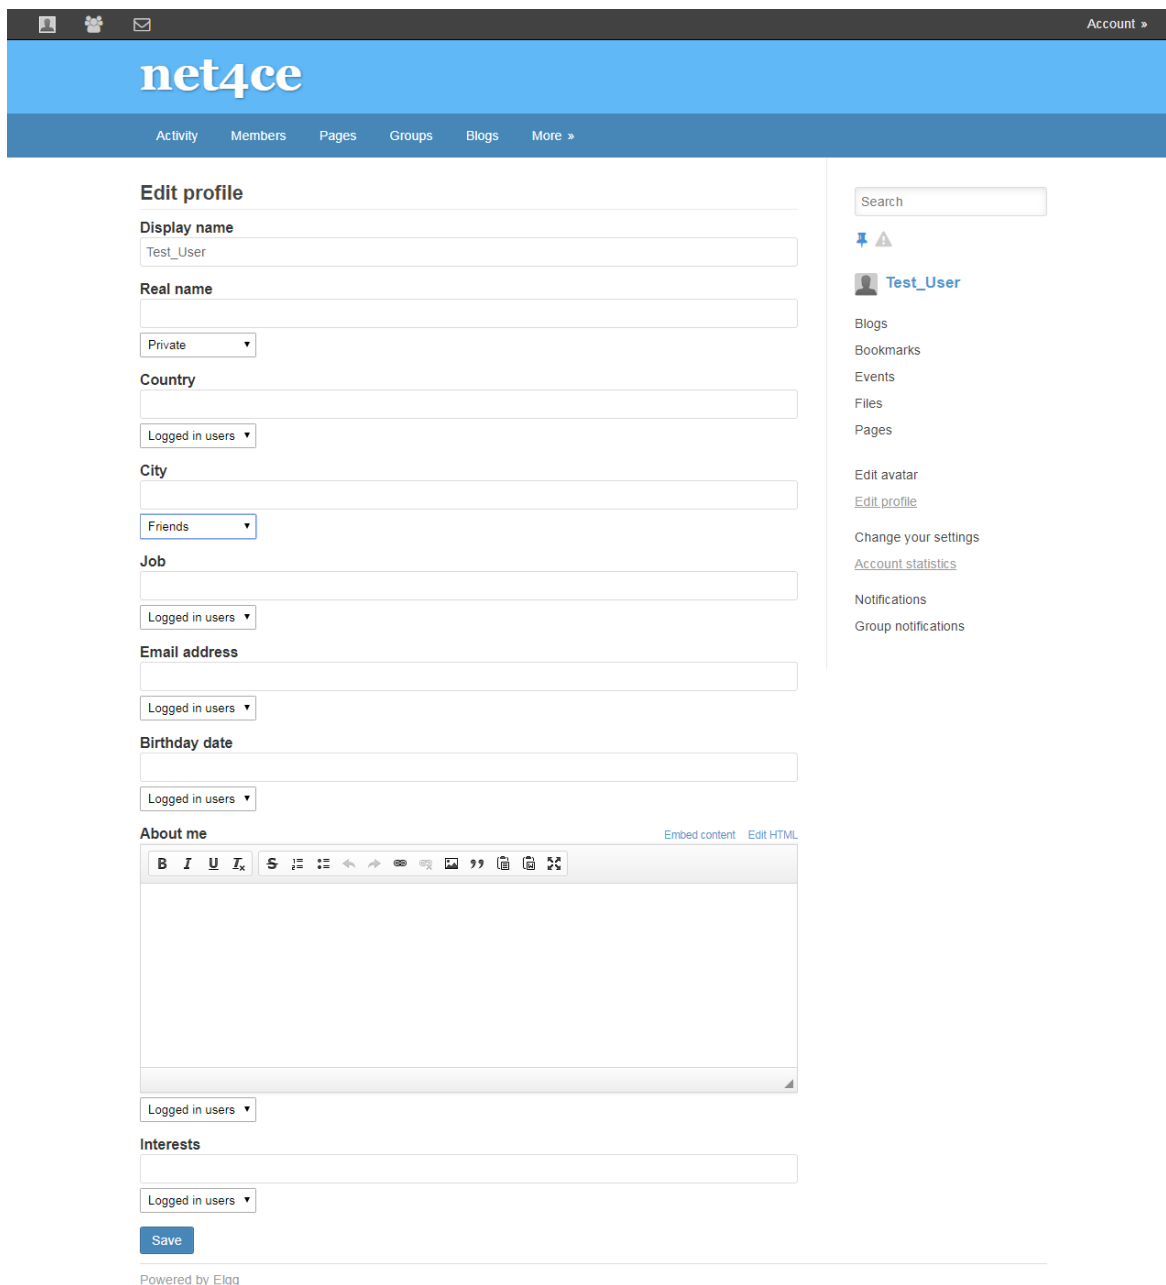 Account »
net4ce
Activity Members Pages Groups Blogs More »
Edit profile
Display name
Test_User
Real name
Private
Country
Logged in users
City
Friends
Job
Logged in users
Email address
Logged in users
Birthday date
Logged in users
About me Embed content Edit HTML
B I U Ix S
Logged in users
Interests
Logged in users
Save
Search
Test_User
Blogs
Bookmarks
Events
Files
Pages
Edit avatar
Edit profile
Change your settings
Account statistics
Notifications
Group notifications
Powered by Elgg